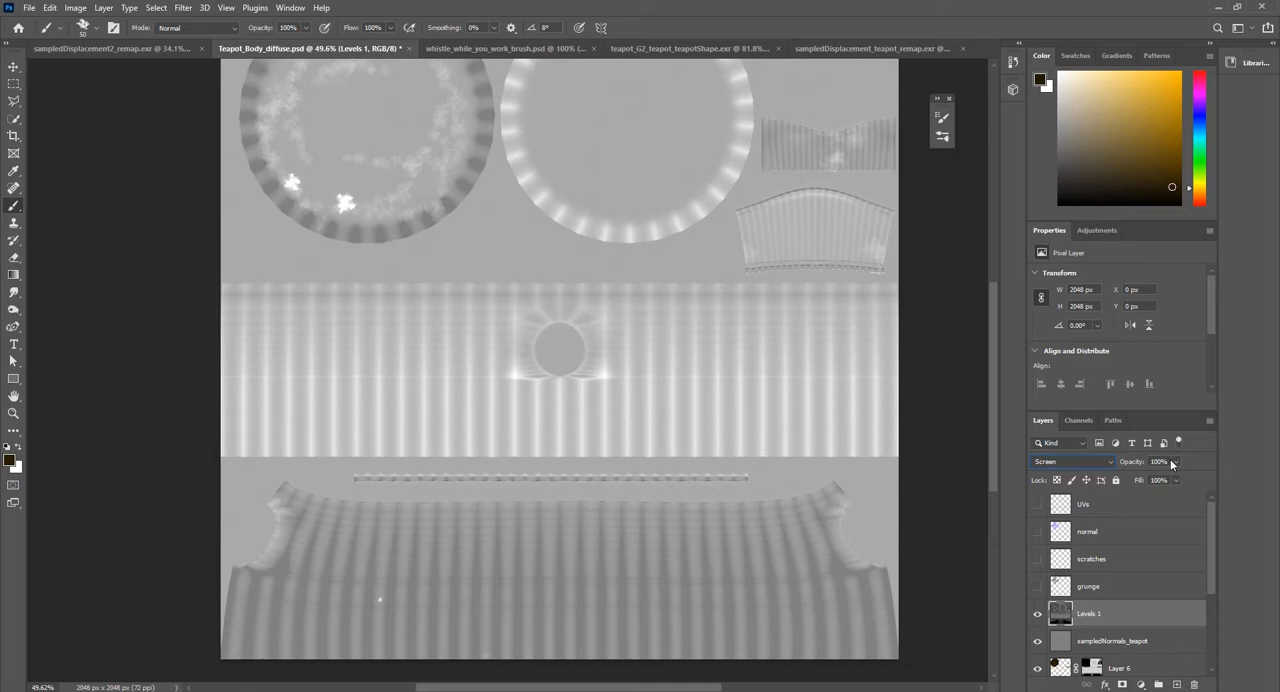 Ps File Edit Image Layer Type Select Filter 3D View Plugins Window Help
50 Mode: Normal Opacity: 100% Flow: 100% Smoothing: 0% 8°
sampledDisplacement2_remap.exr @ 34.1%... × Teapot_Body_diffuse.psd @ 49.6% (Levels 1, RGB/8) * × whistle_while_you_work_brush.psd @ 100% (... × teapot_G2_teapot_teapotShape.exr @ 81.8%... × sampledDisplacement_teapot_remap.exr @... ×
Color Swatches Gradients Patterns
Librari...
Properties Adjustments
Pixel Layer
Transform
W 2048 px X 0 px
H 2048 px Y 0 px
0.00°
Align and Distribute
Align:
Layers Channels Paths
Kind
Screen Opacity: 100%
Lock: Fill: 100%
UVs
normal
scratches
grunge
Levels 1
sampledNormals_teapot
Layer 6
49.62% 2048 px x 2048 px (72 ppi)